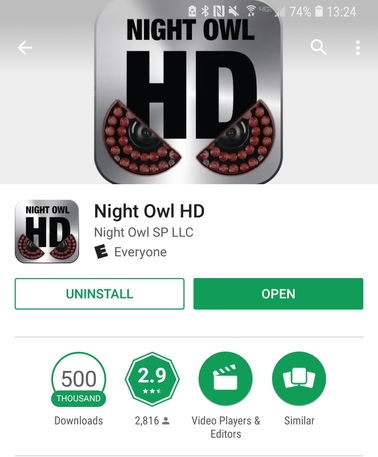 74% 13:24
NIGHT OWL
HD
NIGHT OWL
HD
Night Owl HD
Night Owl SP LLC
E Everyone
UNINSTALL
OPEN
500
THOUSAND
Downloads
2.9
2,816
Video Players &
Editors
Similar